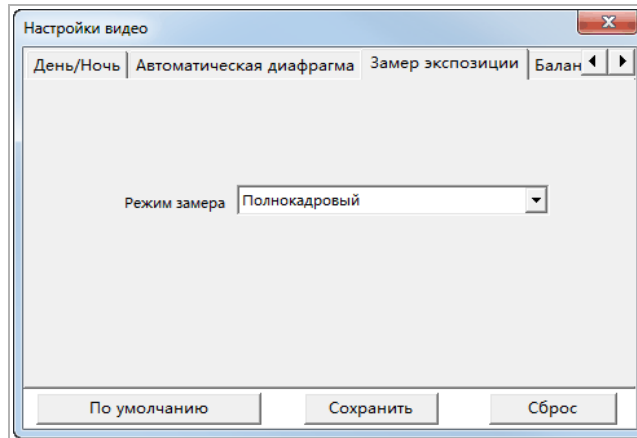 Настройки видео
День/Ночь Автоматическая диафрагма Замер экспозиции Балан
Режим замера Полнокадровый
По умолчанию Сохранить Сброс